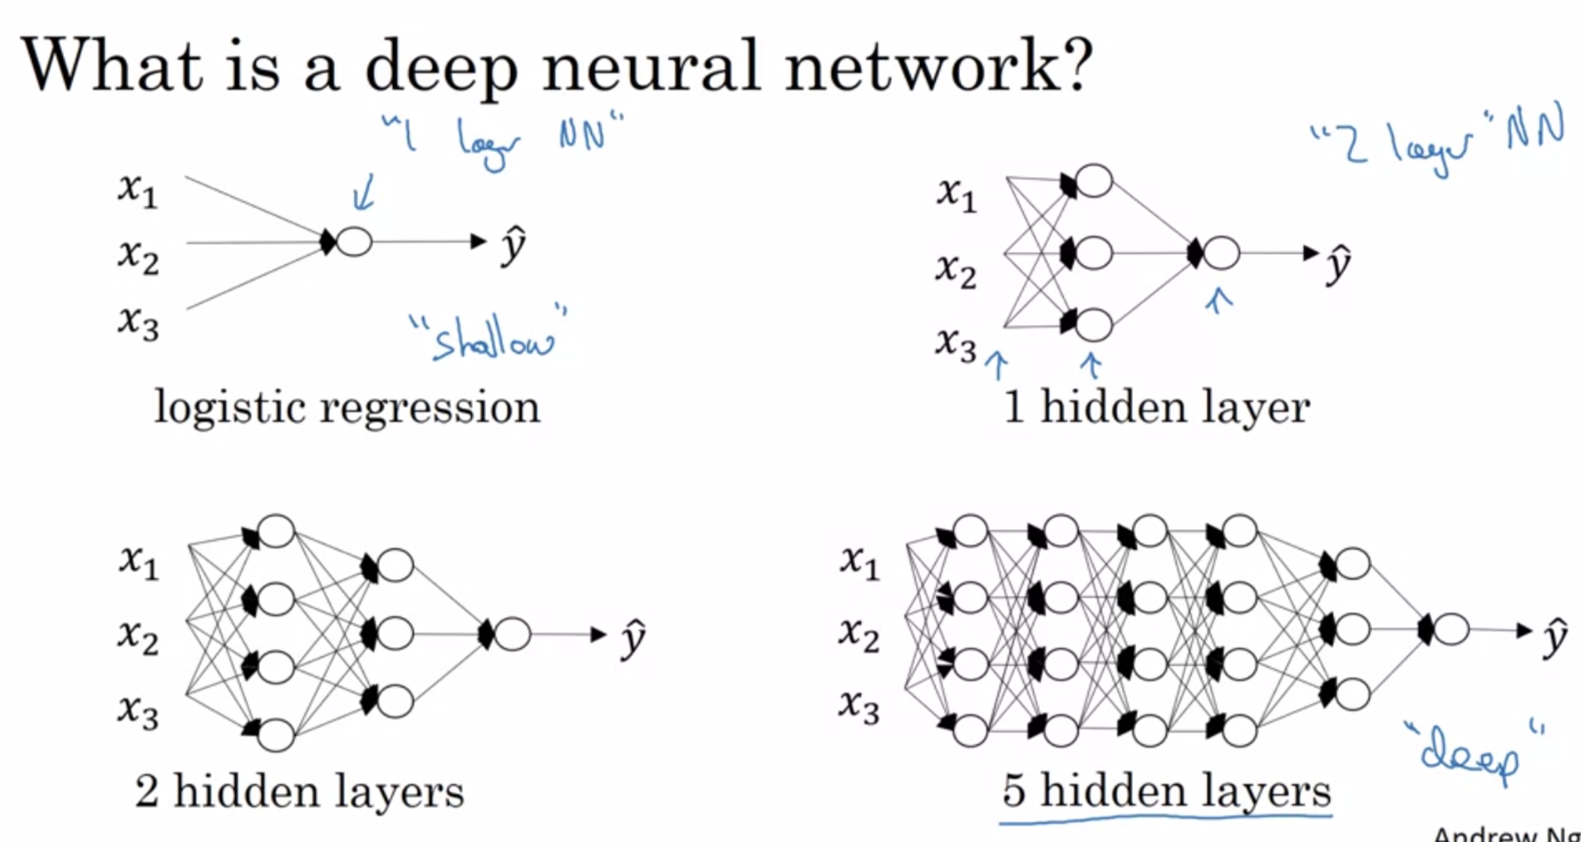 What is a deep neural network?
"1 layer NN"
x₁
x₂
x₃
ŷ
"shallow"
logistic regression
"2 layer" NN
x₁
x₂
x₃
ŷ
1 hidden layer
x₁
x₂
x₃
ŷ
2 hidden layers
x₁
x₂
x₃
ŷ
"deep"
5 hidden layers
Andrew Ng